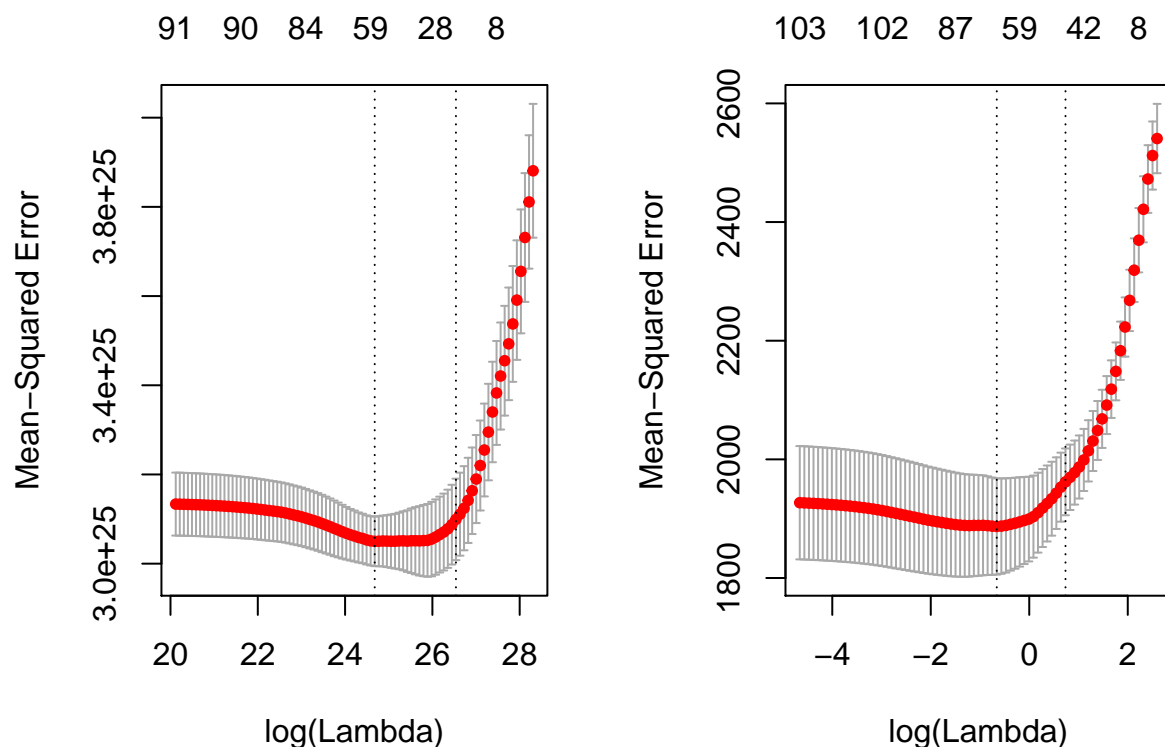 91 90 84 59 28 8
Mean−Squared Error
3.8e+25
3.4e+25
3.0e+25
20 22 24 26 28
log(Lambda)
103 102 87 59 42 8
Mean−Squared Error
2600
2400
2200
2000
1800
−4 −2 0 2
log(Lambda)